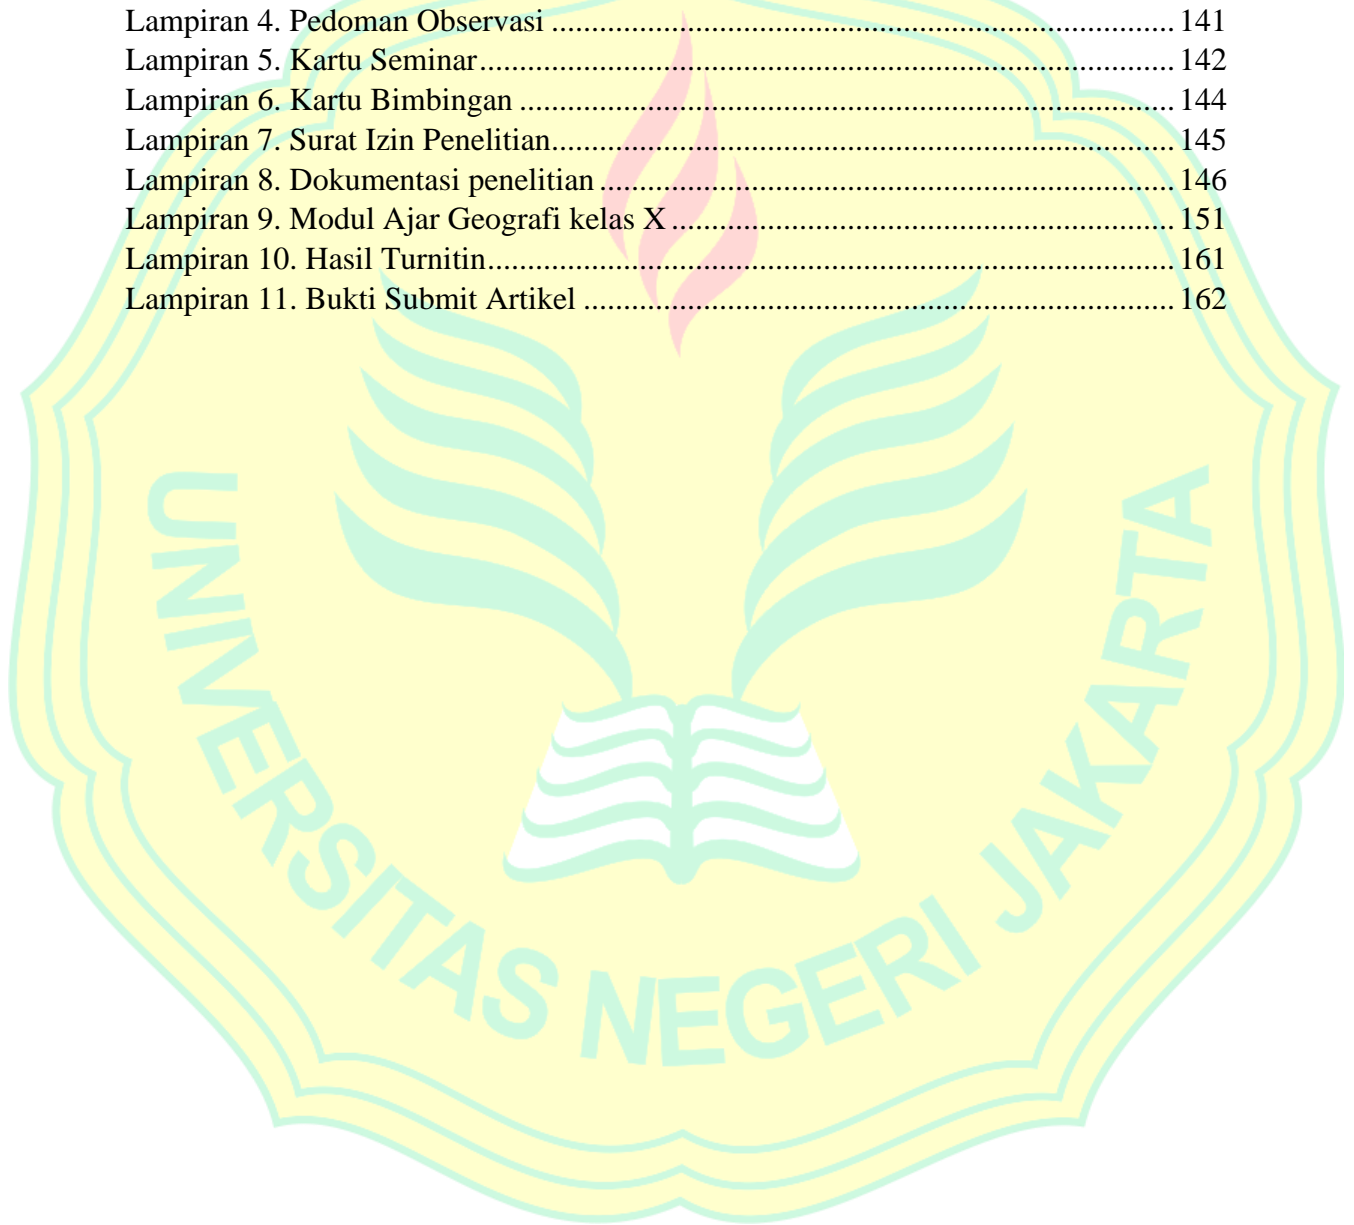 Lampiran 4. Pedoman Observasi ............................................................................. 141
Lampiran 5. Kartu Seminar...................................................................................... 142
Lampiran 6. Kartu Bimbingan ................................................................................. 144
Lampiran 7. Surat Izin Penelitian............................................................................. 145
Lampiran 8. Dokumentasi penelitian ....................................................................... 146
Lampiran 9. Modul Ajar Geografi kelas X .............................................................. 151
Lampiran 10. Hasil Turnitin..................................................................................... 161
Lampiran 11. Bukti Submit Artikel ......................................................................... 162
UNIVERSITAS NEGERI JAKARTA